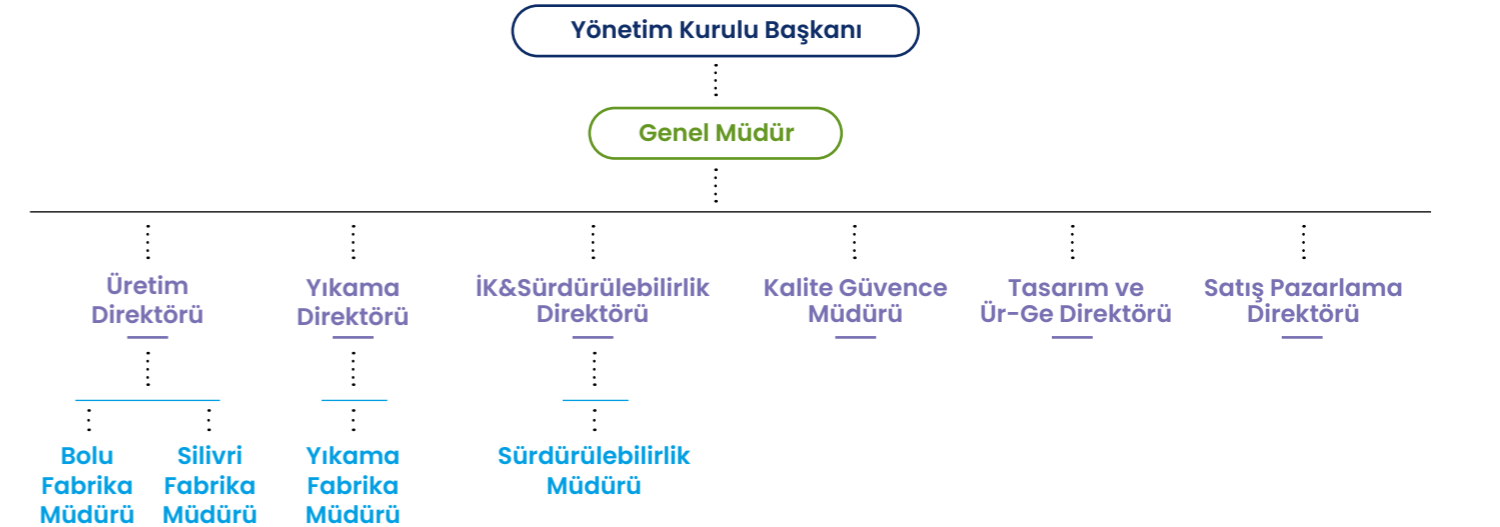 Yönetim Kurulu Başkanı
Genel Müdür
Üretim
Direktörü
Yıkama
Direktörü
İK&Sürdürülebilirlik
Direktörü
Kalite Güvence
Müdürü
Tasarım ve
Ür-Ge Direktörü
Satış Pazarlama
Direktörü
Bolu
Fabrika
Müdürü
Silivri
Fabrika
Müdürü
Yıkama
Fabrika
Müdürü
Sürdürülebilirlik
Müdürü